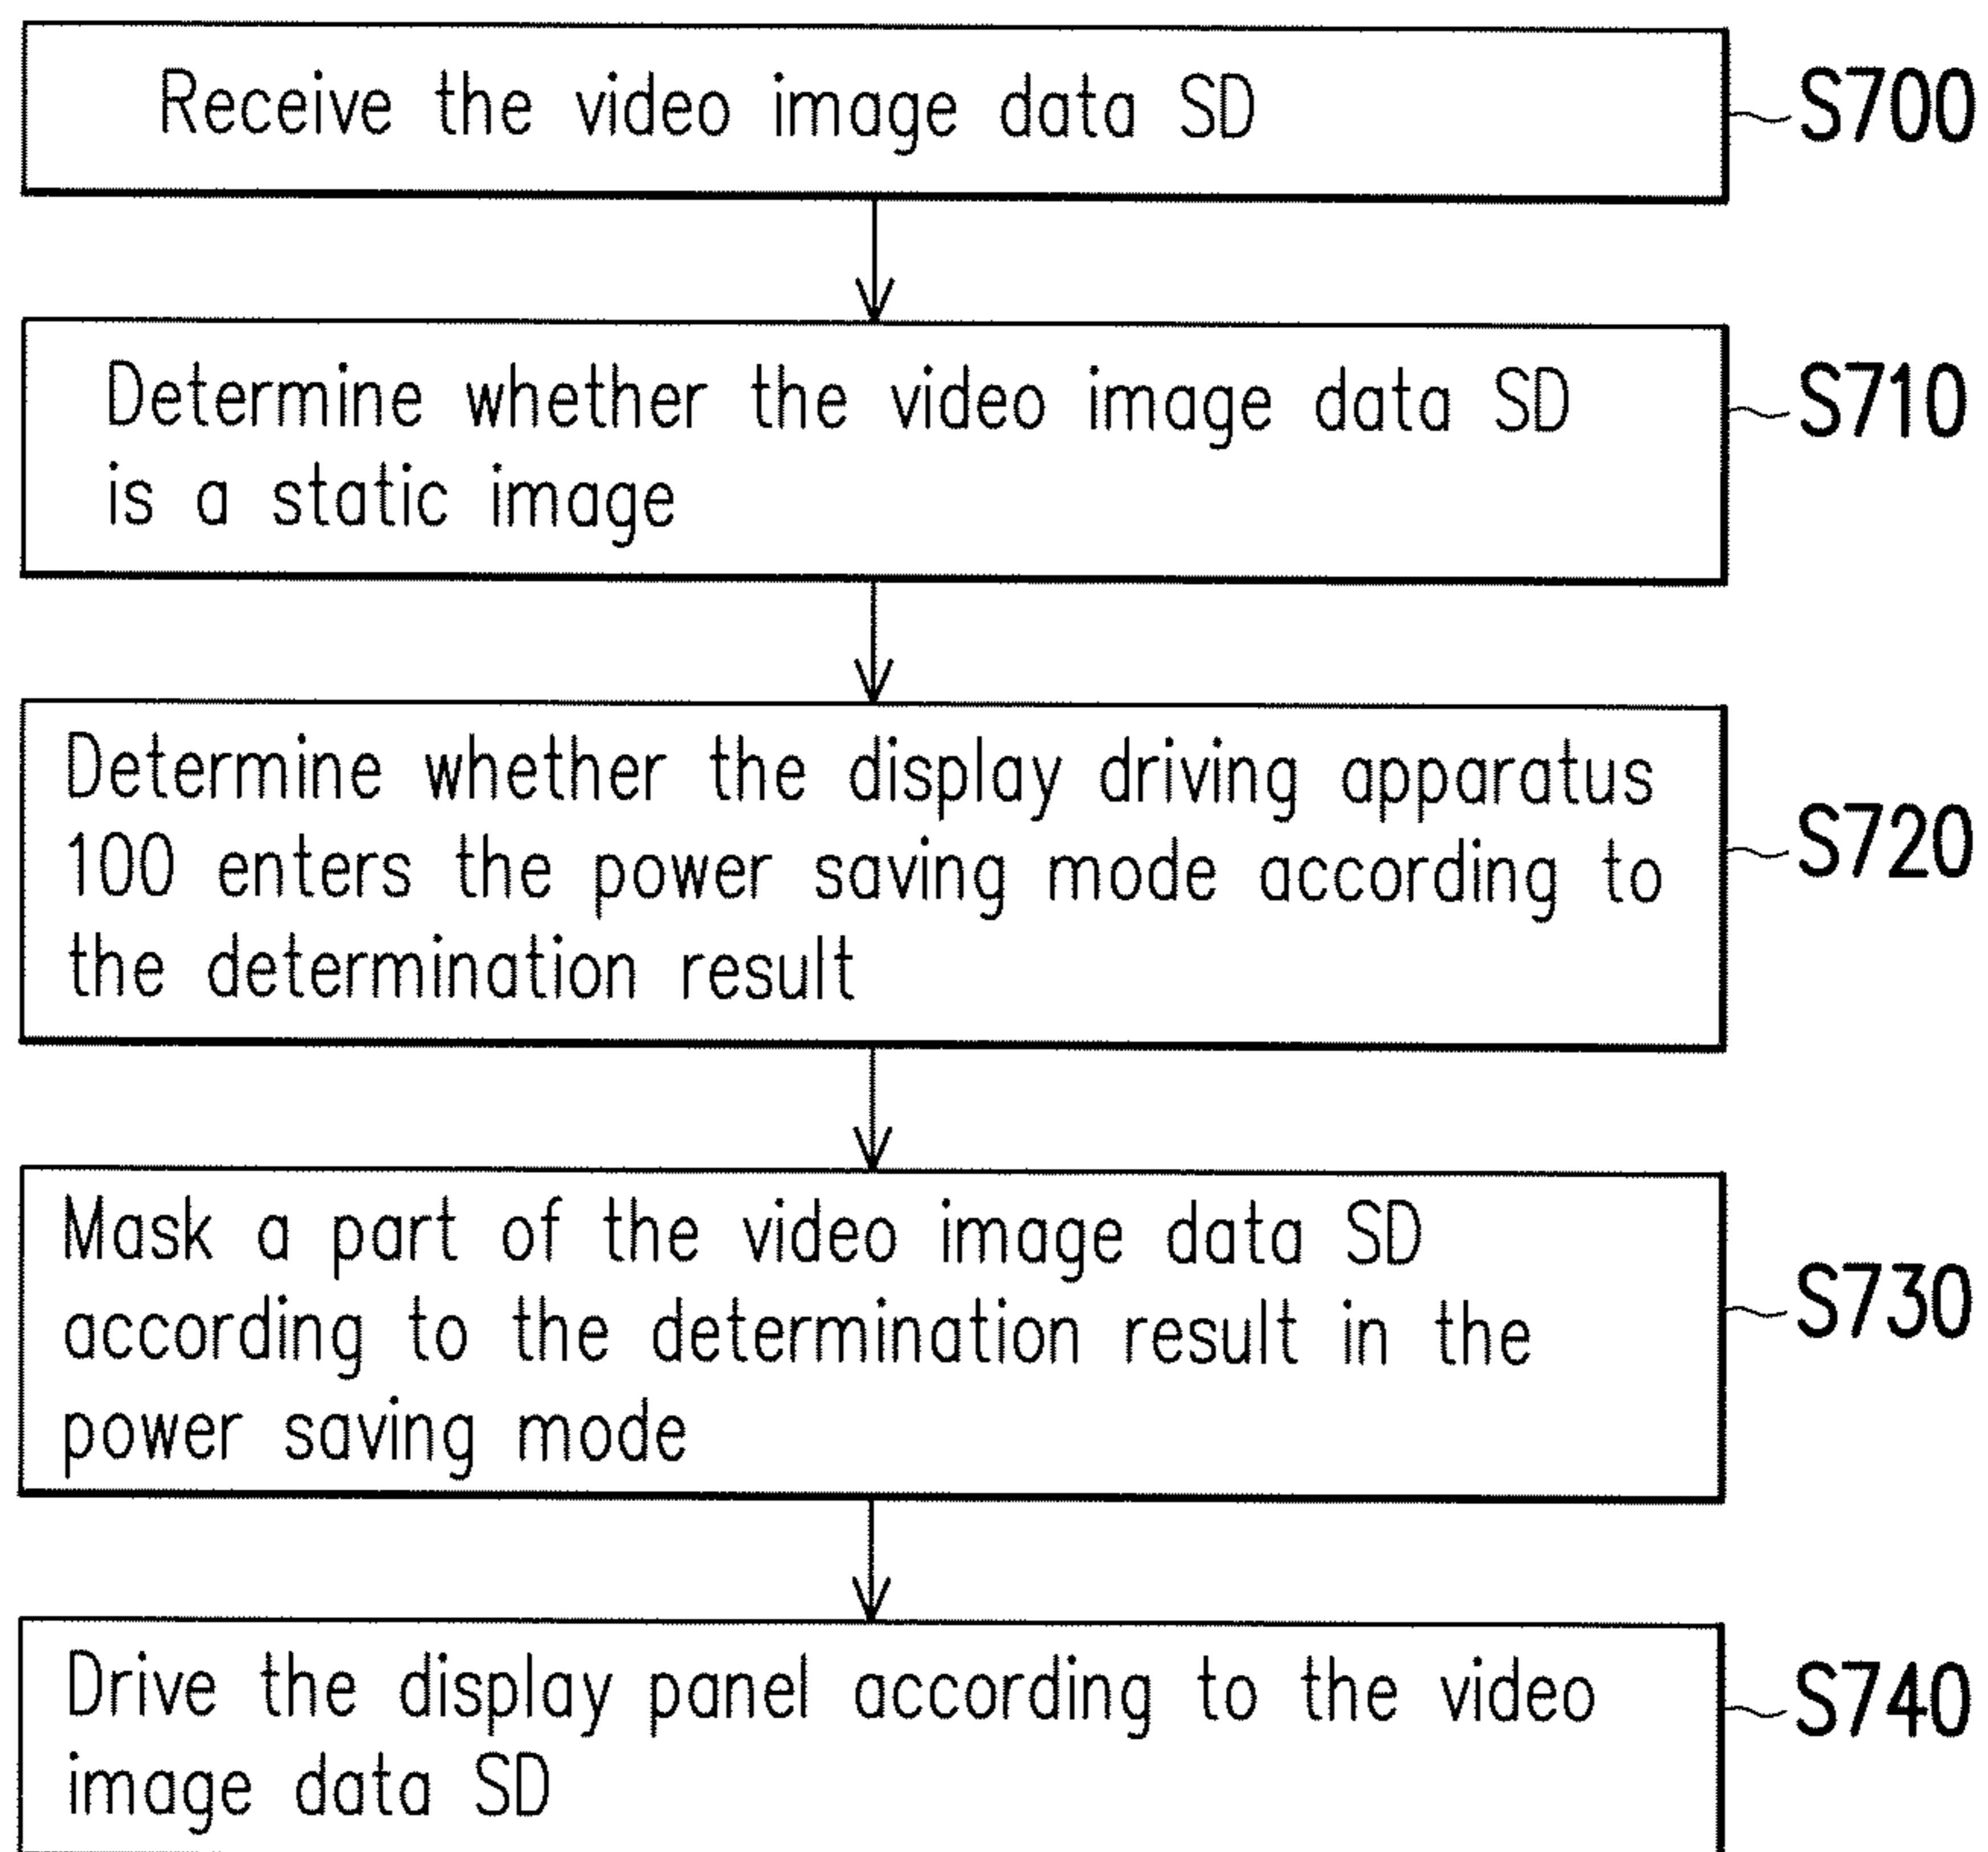 Receive the video image data SD
S700
Determine whether the video image data SD
is a static image
S710
Determine whether the display driving apparatus
100 enters the power saving mode according to
the determination result
S720
Mask a part of the video image data SD
according to the determination result in the
power saving mode
S730
Drive the display panel according to the video
image data SD
S740